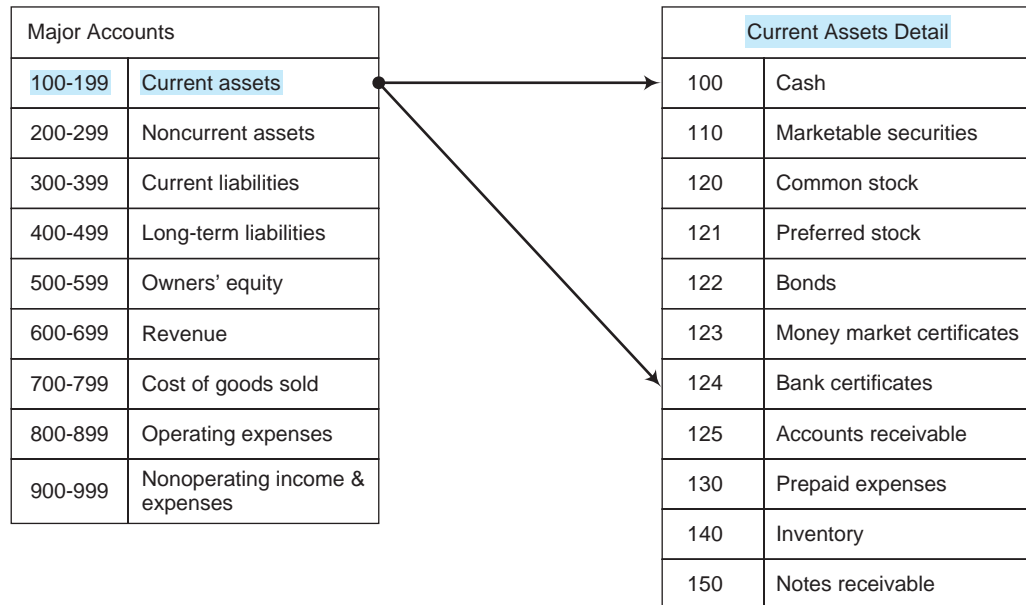 Major Accounts
100-199 Current assets
200-299 Noncurrent assets
300-399 Current liabilities
400-499 Long-term liabilities
500-599 Owners’ equity
600-699 Revenue
700-799 Cost of goods sold
800-899 Operating expenses
900-999 Nonoperating income &
expenses
Current Assets Detail
100 Cash
110 Marketable securities
120 Common stock
121 Preferred stock
122 Bonds
123 Money market certificates
124 Bank certificates
125 Accounts receivable
130 Prepaid expenses
140 Inventory
150 Notes receivable